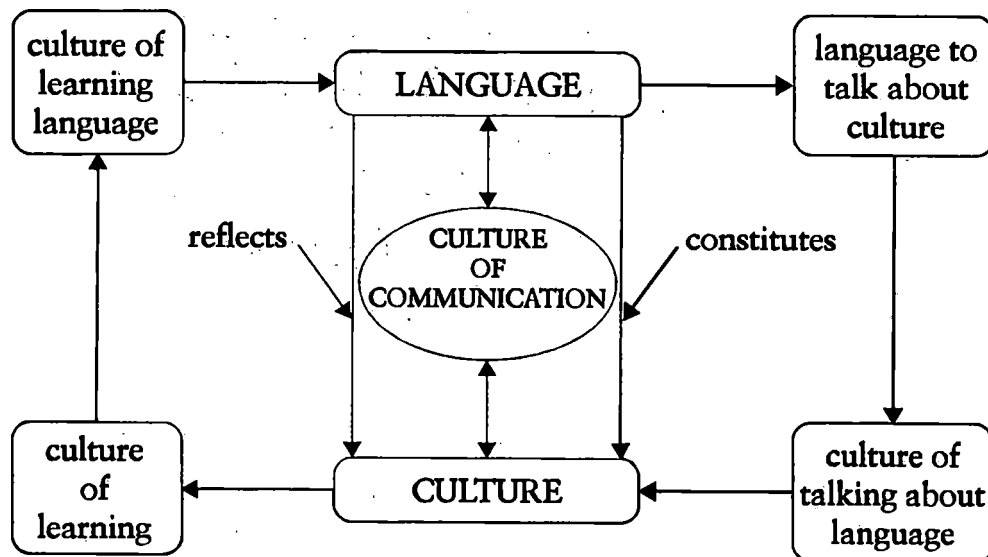 culture of
learning
language
LANGUAGE
language to
talk about
culture
reflects
CULTURE
OF
COMMUNICATION
constitutes
culture
of
learning
CULTURE
culture of
talking about
language